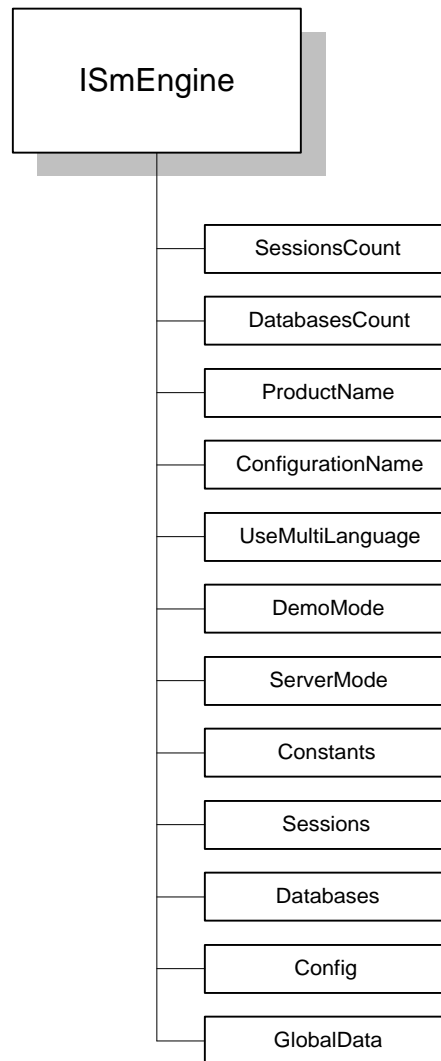 ISmEngine
SessionsCount
DatabasesCount
ProductName
ConfigurationName
UseMultiLanguage
DemoMode
ServerMode
Constants
Sessions
Databases
Config
GlobalData